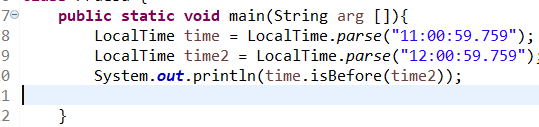 7 public static void main(String arg []){
8 LocalTime time = LocalTime.parse("11:00:59.759");
9 LocalTime time2 = LocalTime.parse("12:00:59.759");
0 System.out.println(time.isBefore(time2));
1
2 }